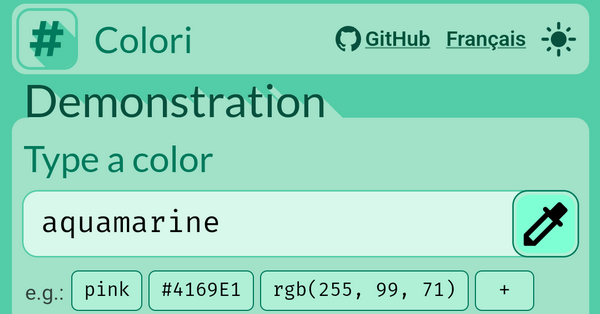 # Colori GitHub Français
Demonstration
Type a color
aquamarine
e.g.: pink #4169E1 rgb(255, 99, 71) +